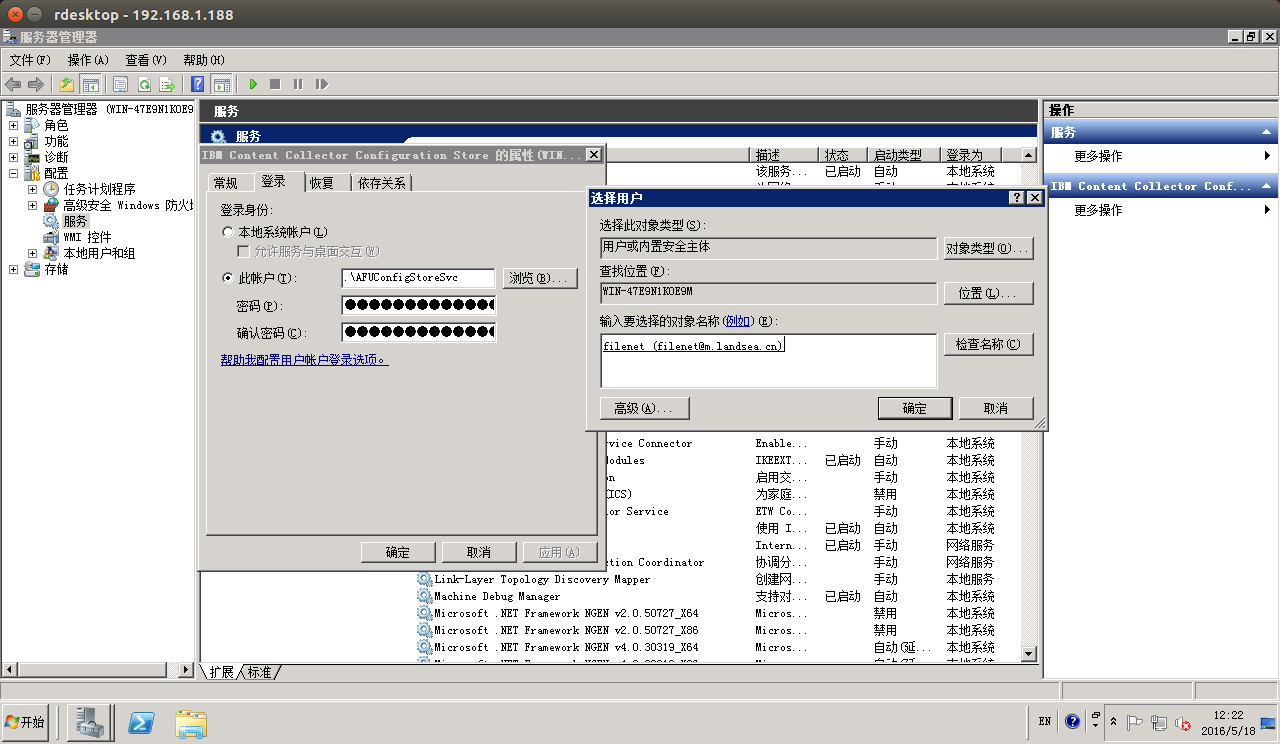 rdesktop - 192.168.1.188
服务器管理器
文件(F) 操作(A) 查看(V) 帮助(H)
服务器管理器 (WIN-47E9N1KOE9
角色
功能
诊断
配置
任务计划程序
高级安全 Windows 防火墙
服务
WMI 控件
本地用户和组
存储
服务
服务
描述 状态 启动类型 登录为
该服务... 已启动 自动 本地系统
IBM Content Collector Configuration Store 的属性(WIN...
常规 登录 恢复 依存关系
登录身份:
本地系统帐户(L)
允许服务与桌面交互(W)
此帐户(T): .\AFUConfigStoreSvc 浏览(B)...
密码(P): ●●●●●●●●●●●●●
确认密码(C): ●●●●●●●●●●●●●
帮助我配置用户帐户登录选项。
确定 取消 应用(A)
选择用户
选择此对象类型(S):
用户或内置安全主体 对象类型(O)...
查找位置(F):
WIN-47E9N1KOE9M 位置(L)...
输入要选择的对象名称(例如)(E):
filenet (filenet@m.landsea.cn) 检查名称(C)
高级(A)... 确定 取消
vice Connector Enable... 手动 本地系统
odules IKEEXT... 已启动 自动 本地系统
on 启用交... 手动 本地系统
(ICS) 为家庭... 禁用 本地系统
or Service ETW Co... 手动 本地系统
使用 I... 已启动 自动 本地系统
Intern... 已启动 手动 网络服务
tion Coordinator 协调分... 手动 网络服务
Link-Layer Topology Discovery Mapper 创建网... 手动 本地服务
Machine Debug Manager 支持对... 已启动 自动 本地系统
Microsoft .NET Framework NGEN v2.0.50727_X64 Micros... 禁用 本地系统
Microsoft .NET Framework NGEN v2.0.50727_X86 Micros... 禁用 本地系统
Microsoft .NET Framework NGEN v4.0.30319_X64 Micros... 自动(延... 本地系统
扩展 标准
操作
服务
更多操作
IBM Content Collector Conf...
更多操作
开始
EN
12:22
2016/5/18